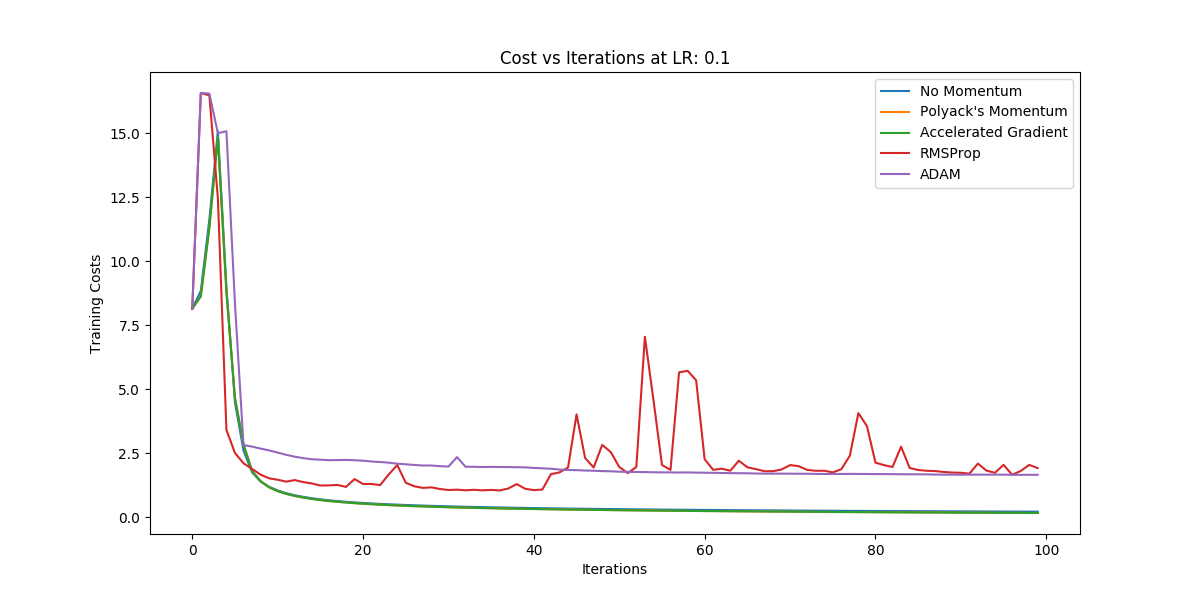 Cost vs Iterations at LR: 0.1
No Momentum
Polyack's Momentum
Accelerated Gradient
RMSProp
ADAM
Training Costs
15.0
12.5
10.0
7.5
5.0
2.5
0.0
0 20 40 60 80 100
Iterations